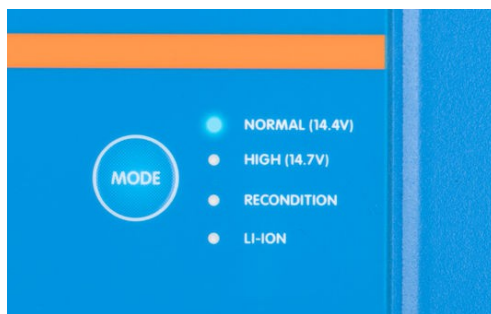 NORMAL (14.4V)
HIGH (14.7V)
MODE
RECONDITION
LI-ION